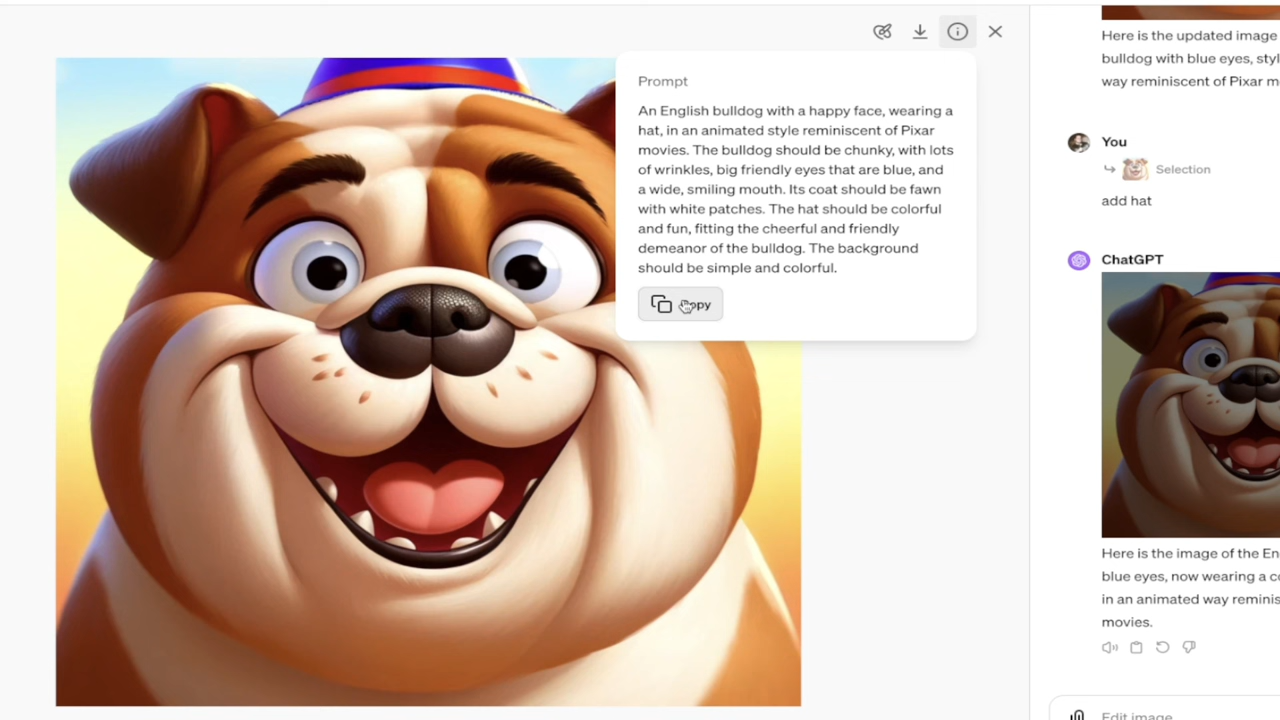 Prompt
An English bulldog with a happy face, wearing a
hat, in an animated style reminiscent of Pixar
movies. The bulldog should be chunky, with lots
of wrinkles, big friendly eyes that are blue, and
a wide, smiling mouth. Its coat should be fawn
with white patches. The hat should be colorful
and fun, fitting the cheerful and friendly
demeanor of the bulldog. The background
should be simple and colorful.
Copy
Here is the updated image
bulldog with blue eyes, styl
way reminiscent of Pixar m
You
Selection
add hat
ChatGPT
Here is the image of the En
blue eyes, now wearing a co
in an animated way reminis
movies.
Edit image